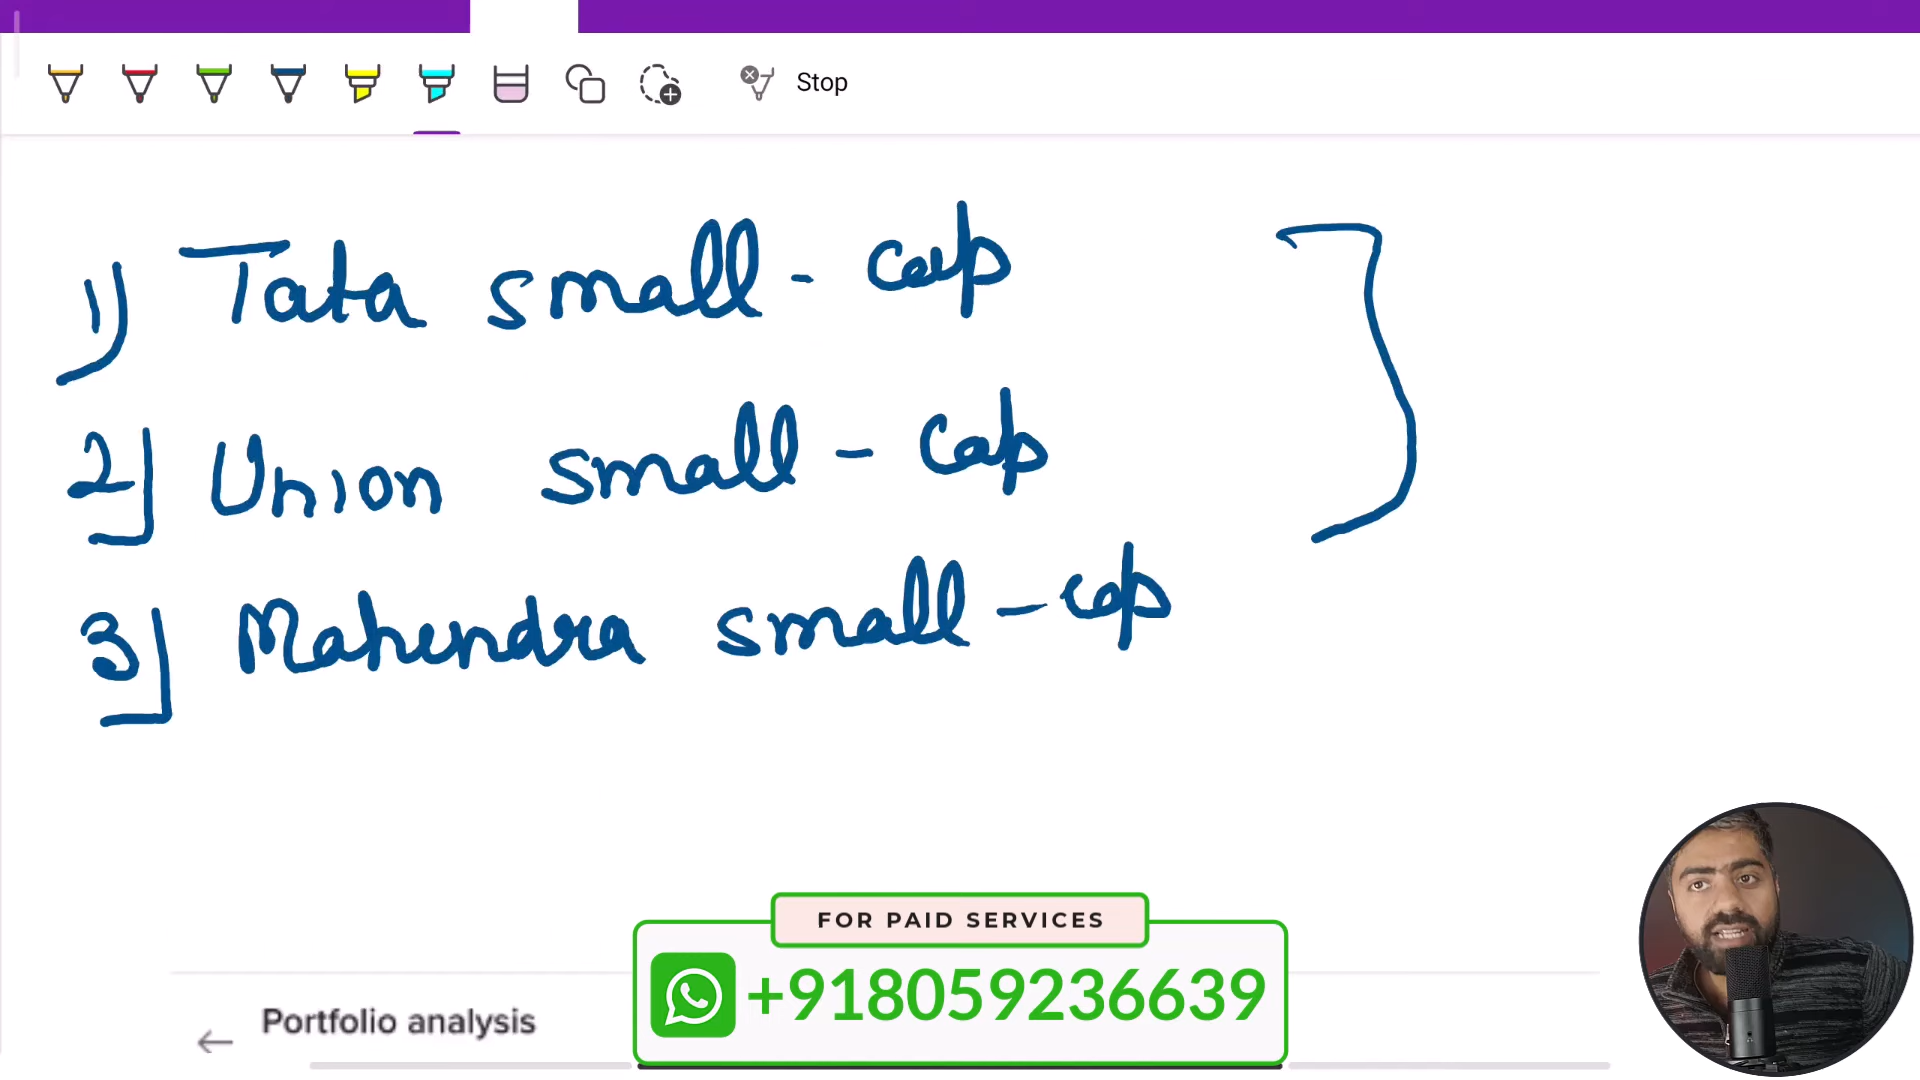 Stop
1) Tata small - cap
2] Union small - cap
3] Mahendra small - cap
FOR PAID SERVICES
+918059236639
Portfolio analysis